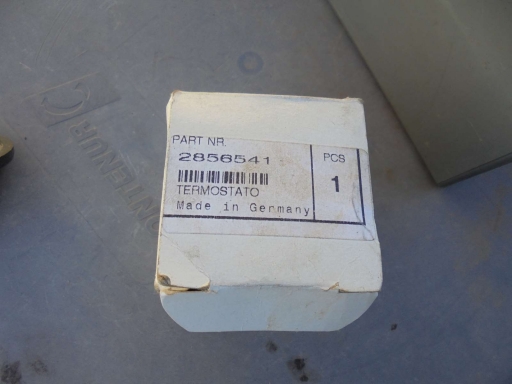 PART NR.
2856541
PCS
1
TERMOSTATO
Made in Germany